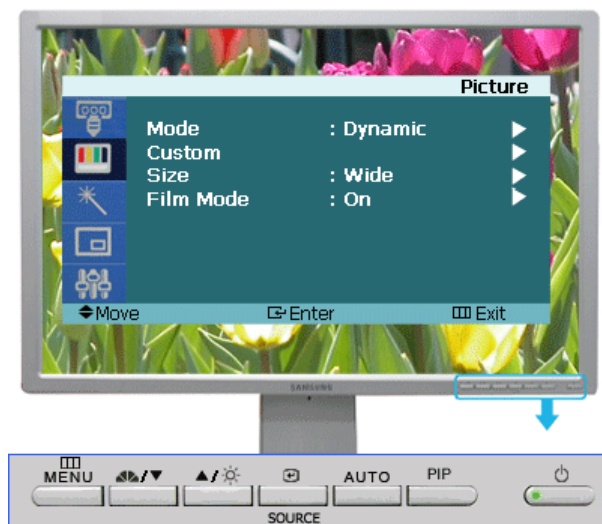 Picture
Mode : Dynamic
Custom
Size : Wide
Film Mode : On
Move Enter Exit
SAMSUNG
MENU AUTO PIP
SOURCE